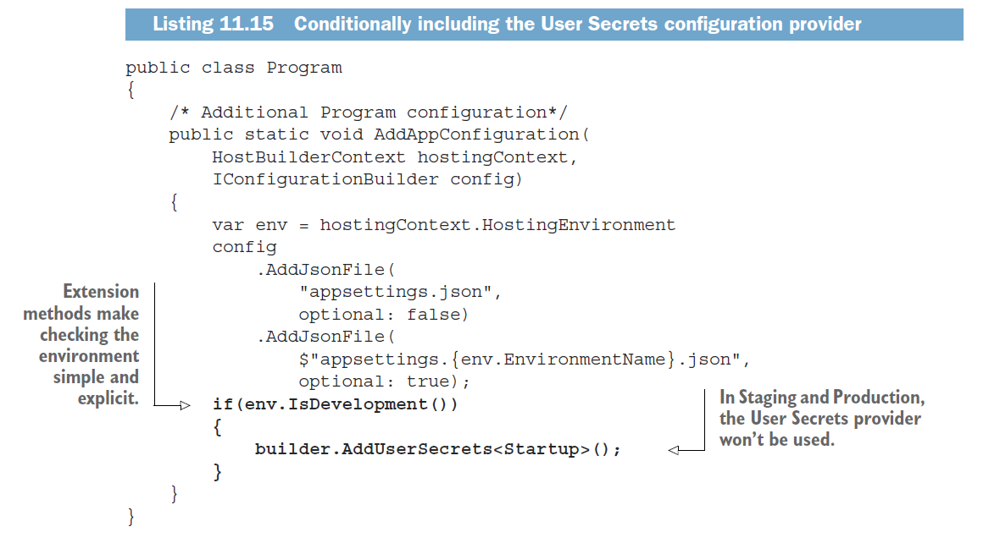 Listing 11.15 Conditionally including the User Secrets configuration provider
public class Program
{
/* Additional Program configuration*/
public static void AddAppConfiguration(
HostBuilderContext hostingContext,
IConfigurationBuilder config)
{
var env = hostingContext.HostingEnvironment
config
.AddJsonFile(
"appsettings.json",
optional: false)
.AddJsonFile(
$"appsettings.{env.EnvironmentName}.json",
optional: true);
if(env.IsDevelopment())
{
builder.AddUserSecrets<Startup>();
}
}
}
Extension
methods make
checking the
environment
simple and
explicit.
In Staging and Production,
the User Secrets provider
won't be used.